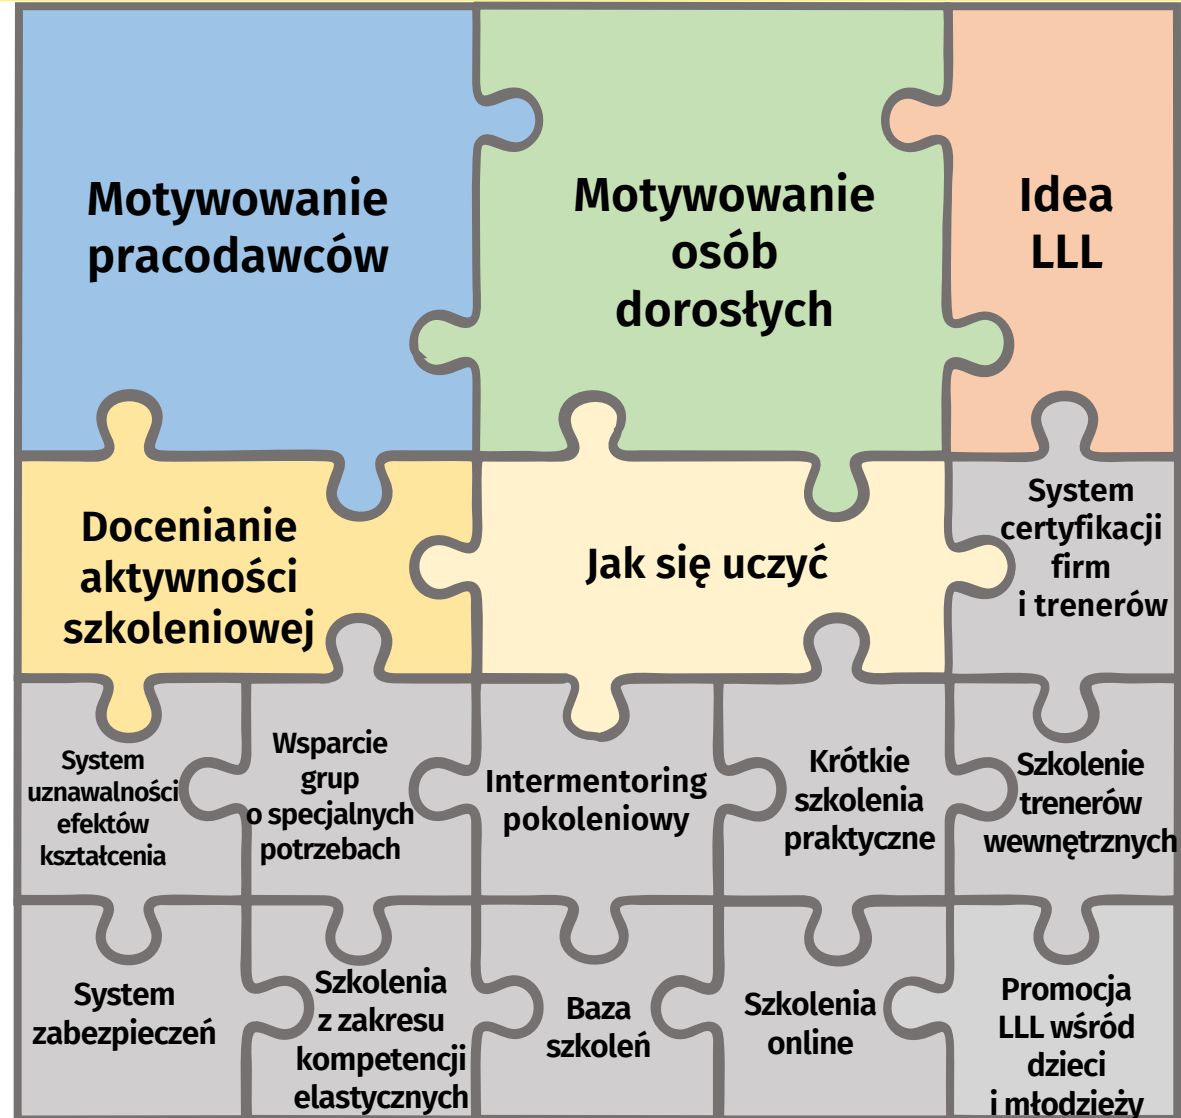 Motywowanie
pracodawców
Motywowanie
osób
dorosłych
Idea
LLL
Docenianie
aktywności
szkoleniowej
Jak się uczyć
System
certyfikacji
firm
i trenerów
System
uznawalności
efektów
kształcenia
Wsparcie
grup
o specjalnych
potrzebach
Intermentoring
pokoleniowy
Krótkie
szkolenia
praktyczne
Szkolenie
trenerów
wewnętrznych
System
zabezpieczeń
Szkolenia
z zakresu
kompetencji
elastycznych
Baza
szkoleń
Szkolenia
online
Promocja
LLL wśród
dzieci
i młodzieży